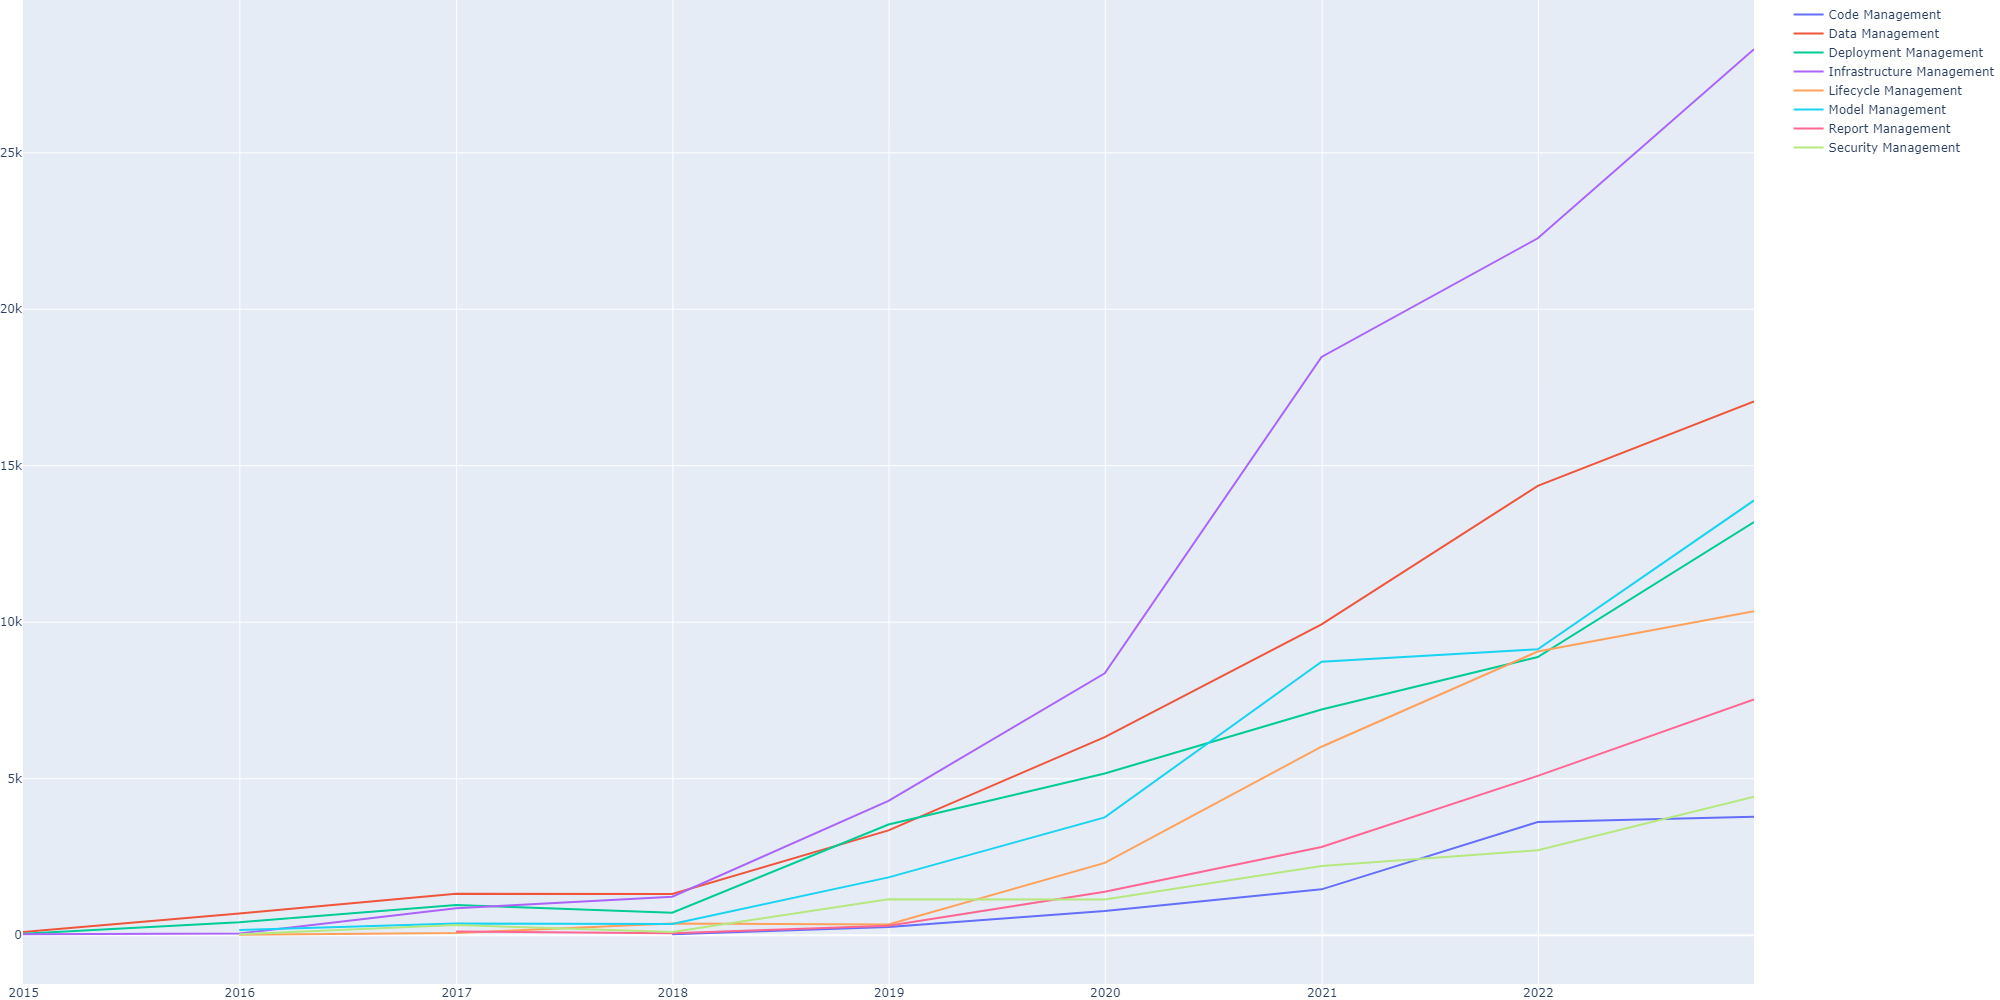 Code Management
Data Management
Deployment Management
Infrastructure Management
Lifecycle Management
Model Management
Report Management
Security Management
25k
20k
15k
10k
5k
0
2015 2016 2017 2018 2019 2020 2021 2022